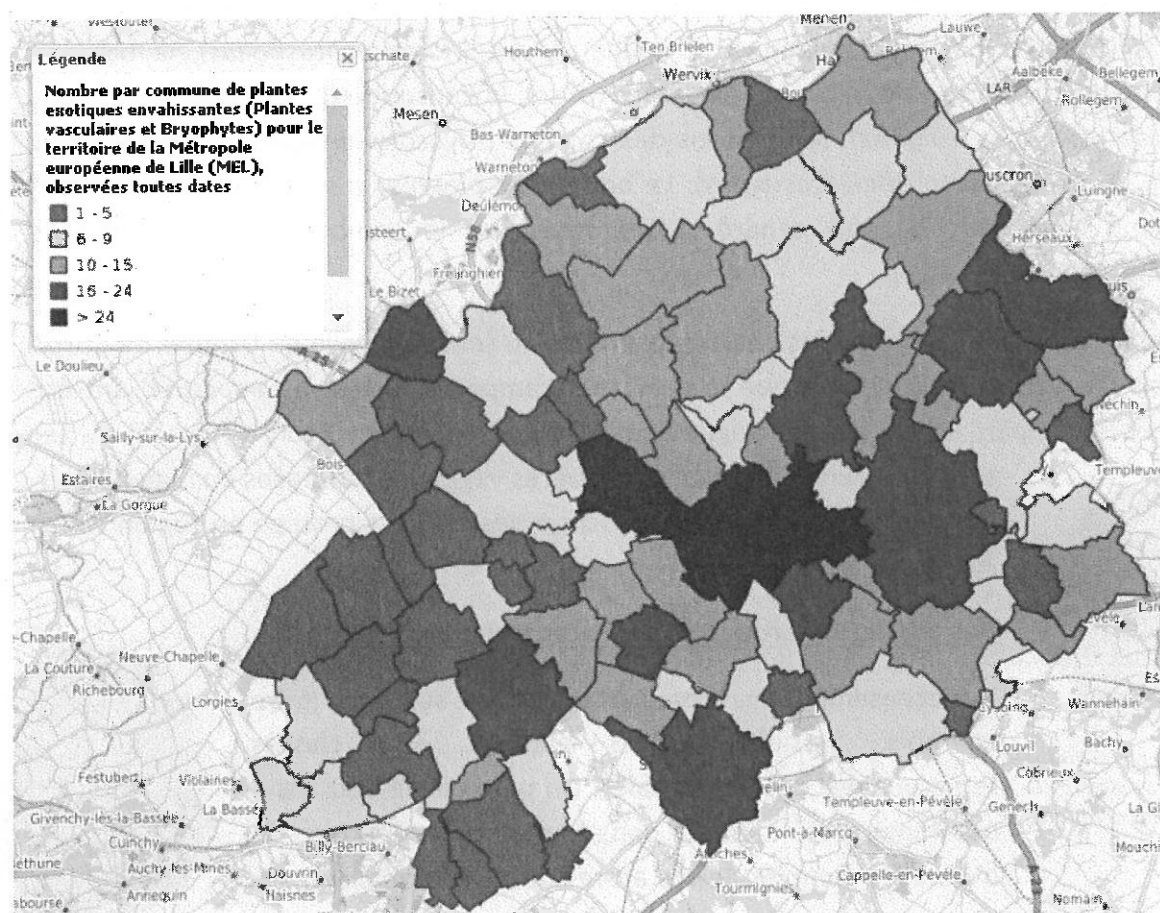 Légende
Nombre par commune de plantes
exotiques envahissantes (Plantes
vasculaires et Bryophytes) pour le
territoire de la Métropole
européenne de Lille (MEL),
observées toutes dates
1 - 5
6 - 9
10 - 15
16 - 24
> 24
Westouter
Houthem
Ten Brielen
Menen
Lauwe
Wervik
LAR
Aalbeke
Bellegem
Rollegem
Mesen
Bas-Warneton
Warneton
Luingne
Herseaux
N58
Le Bizet
A 25
Le Doulieu
Sailly-sur-la-Lys
Estaires
La Gorgue
Néchin
Templeuve
La Couture
Neuve-Chapelle
Richebourg
Lorgies
Festubert
Violaines
Givenchy-lès-la-Bassée
Cuinchy
Auchy-les-Mines
Annequin
Billy-Berclau
Douvrin
Haisnes
Wannehain
Louvil
Bachy
Cobrieux
Templeuve-en-Pévèle
Genech
Pont-à-Marcq
Cappelle-en-Pévèle
Tourmignies
Nomain